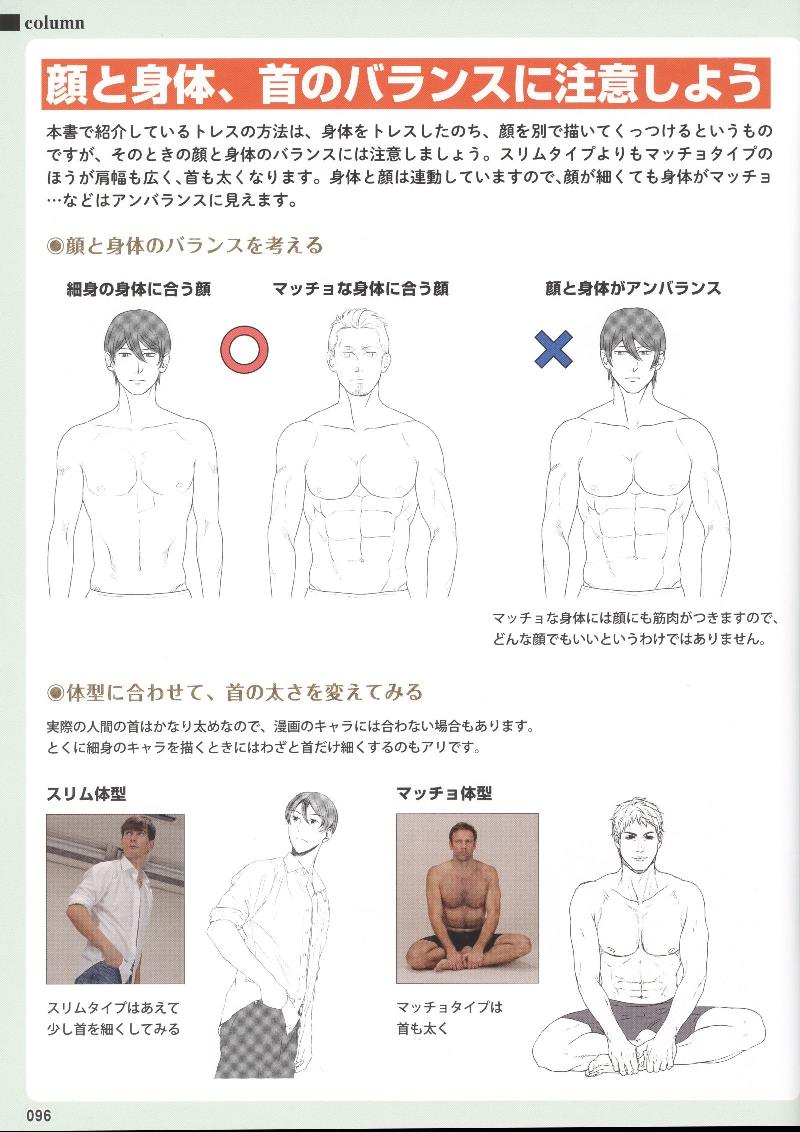 column
顔と身体、首のバランスに注意しよう
本書で紹介しているトレスの方法は、身体をトレスしたのち、顔を別で描いてくっつけるというもの
ですが、そのときの顔と身体のバランスには注意しましょう。スリムタイプよりもマッチョタイプの
ほうが肩幅も広く、首も太くなります。身体と顔は連動していますので、顔が細くても身体がマッチョ
…などはアンバランスに見えます。
◉顔と身体のバランスを考える
細身の身体に合う顔
マッチョな身体に合う顔
顔と身体がアンバランス
マッチョな身体には顔にも筋肉がつきますので、
どんな顔でもいいというわけではありません。
◉体型に合わせて、首の太さを変えてみる
実際の人間の首はかなり太めなので、漫画のキャラには合わない場合もあります。
とくに細身のキャラを描くときにはわざと首だけ細くするのもアリです。
スリム体型
マッチョ体型
スリムタイプはあえて
少し首を細くしてみる
マッチョタイプは
首も太く
096